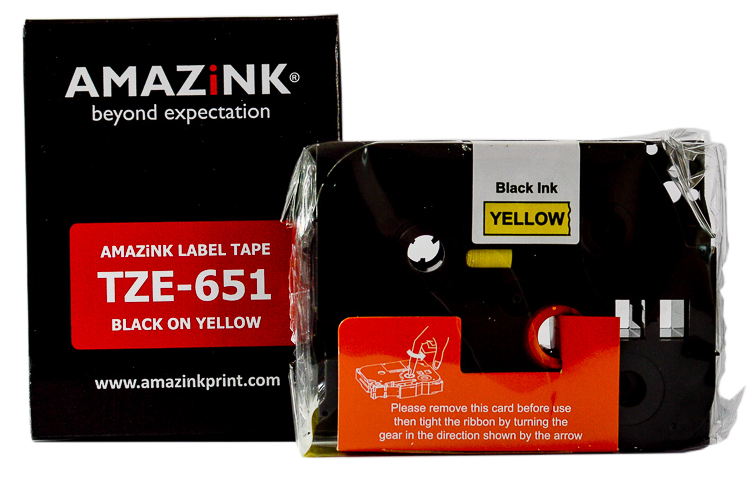 AMAZiNK®
beyond expectation
AMAZiNK LABEL TAPE
TZE-651
BLACK ON YELLOW
www.amazinkprint.com
Black Ink
YELLOW
Please remove this card before use
then tight the ribbon by turning the
gear in the direction shown by the arrow